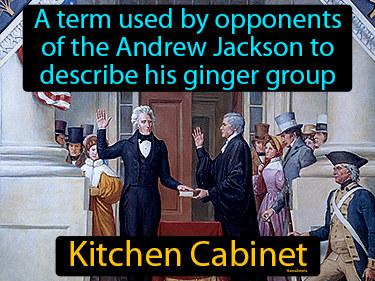 A term used by opponents
of the Andrew Jackson to
describe his ginger group
Kitchen Cabinet